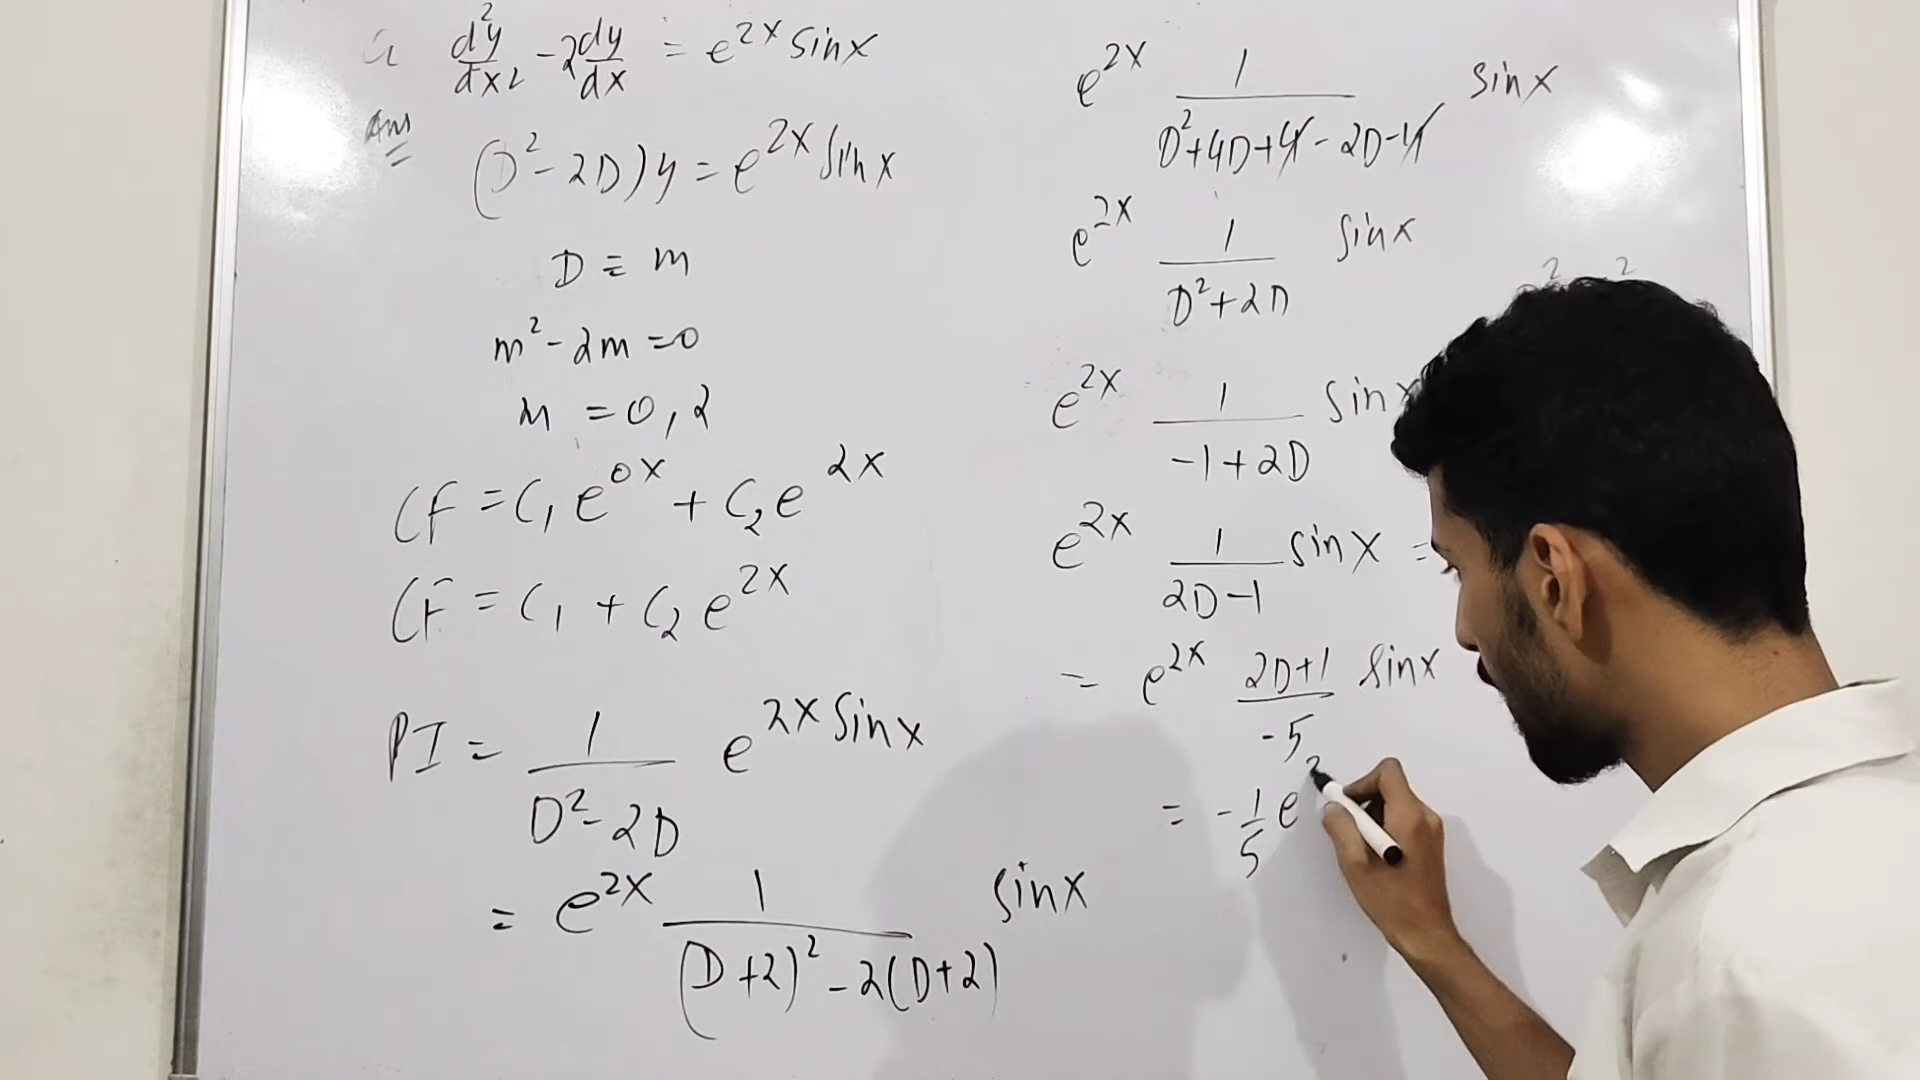 Q d²y/dx² - 2dy/dx = e^2x sinx
Ans (D² - 2D)y = e^2x sinx
D = m
m² - 2m = 0
m = 0, 2
CF = C₁e^0x + C₂e^2x
CF = C₁ + C₂e^2x
PI = 1/(D² - 2D) e^2x sinx
= e^2x 1/((D+2)² - 2(D+2)) sinx
e^2x 1/(D²+4D+4-2D-4) sinx
e^2x 1/(D²+2D) sinx
e^2x 1/(-1+2D) sinx
e^2x 1/(2D-1) sinx =
= e^2x (2D+1)/-5 sinx
= -1/5 e^2